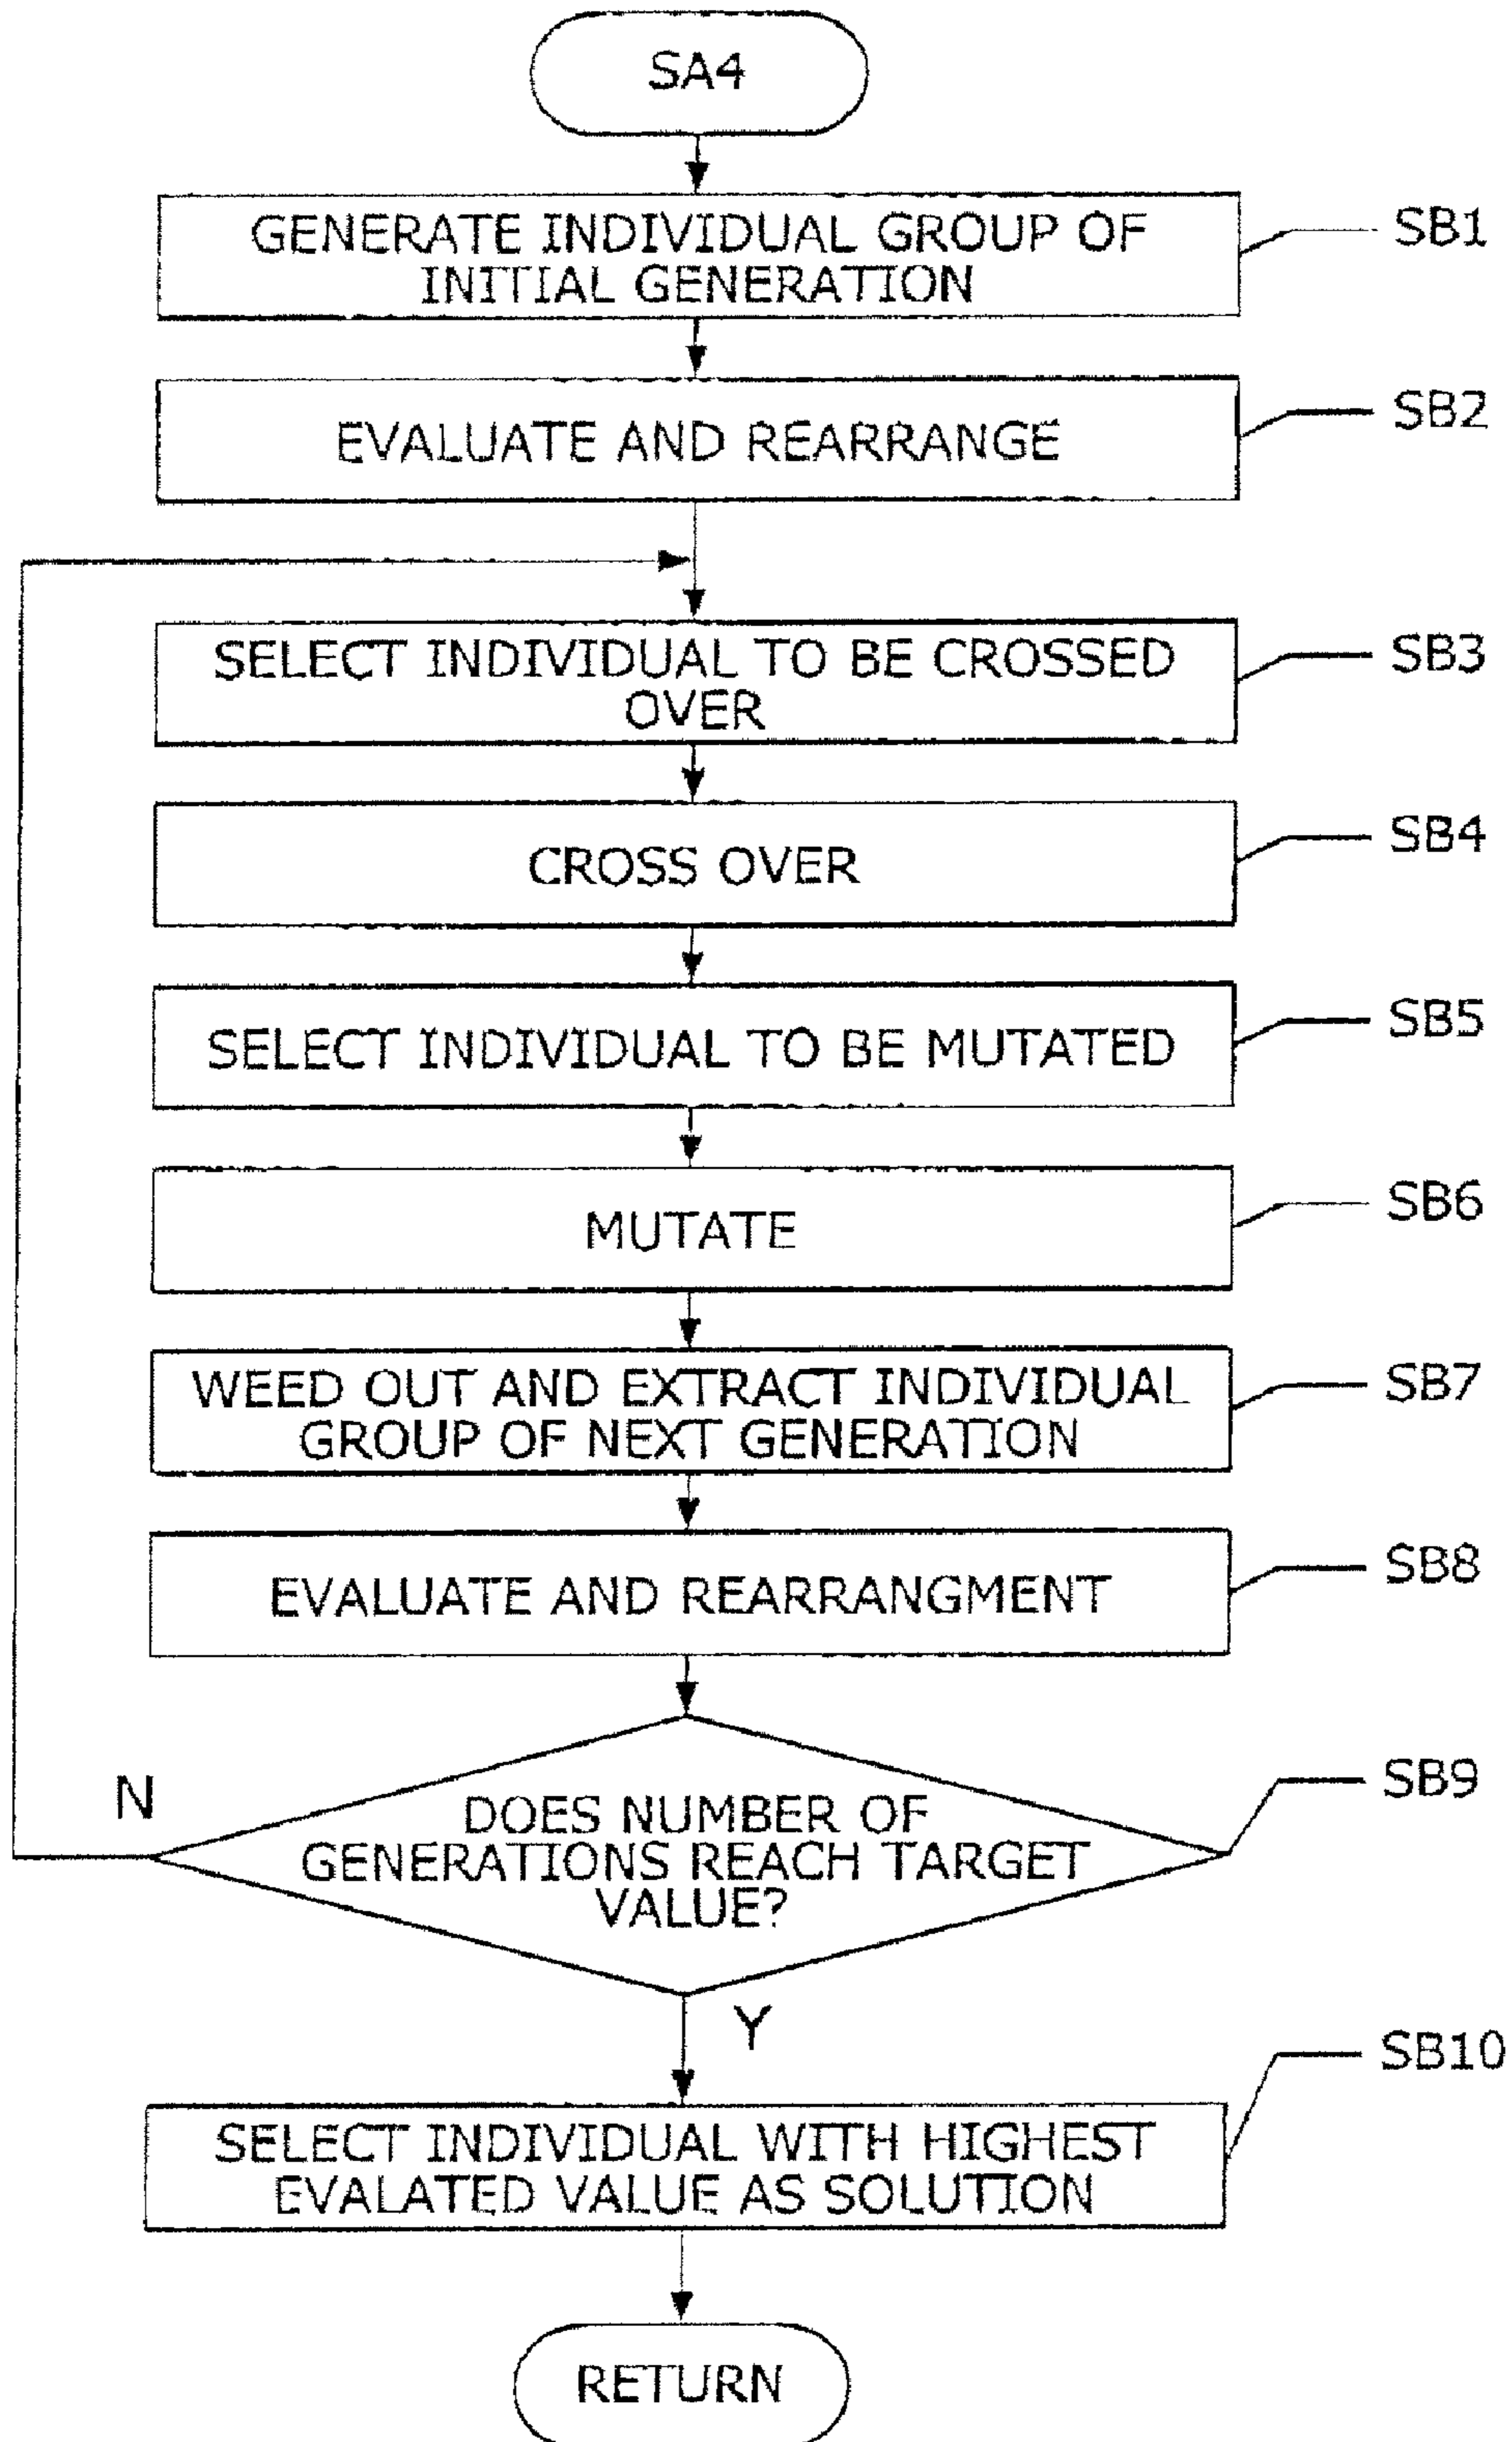 SA4
GENERATE INDIVIDUAL GROUP OF
INITIAL GENERATION
SB1
EVALUATE AND REARRANGE
SB2
SELECT INDIVIDUAL TO BE CROSSED
OVER
SB3
CROSS OVER
SB4
SELECT INDIVIDUAL TO BE MUTATED
SB5
MUTATE
SB6
WEED OUT AND EXTRACT INDIVIDUAL
GROUP OF NEXT GENERATION
SB7
EVALUATE AND REARRANGMENT
SB8
N
DOES NUMBER OF
GENERATIONS REACH TARGET
VALUE?
SB9
Y
SELECT INDIVIDUAL WITH HIGHEST
EVALATED VALUE AS SOLUTION
SB10
RETURN